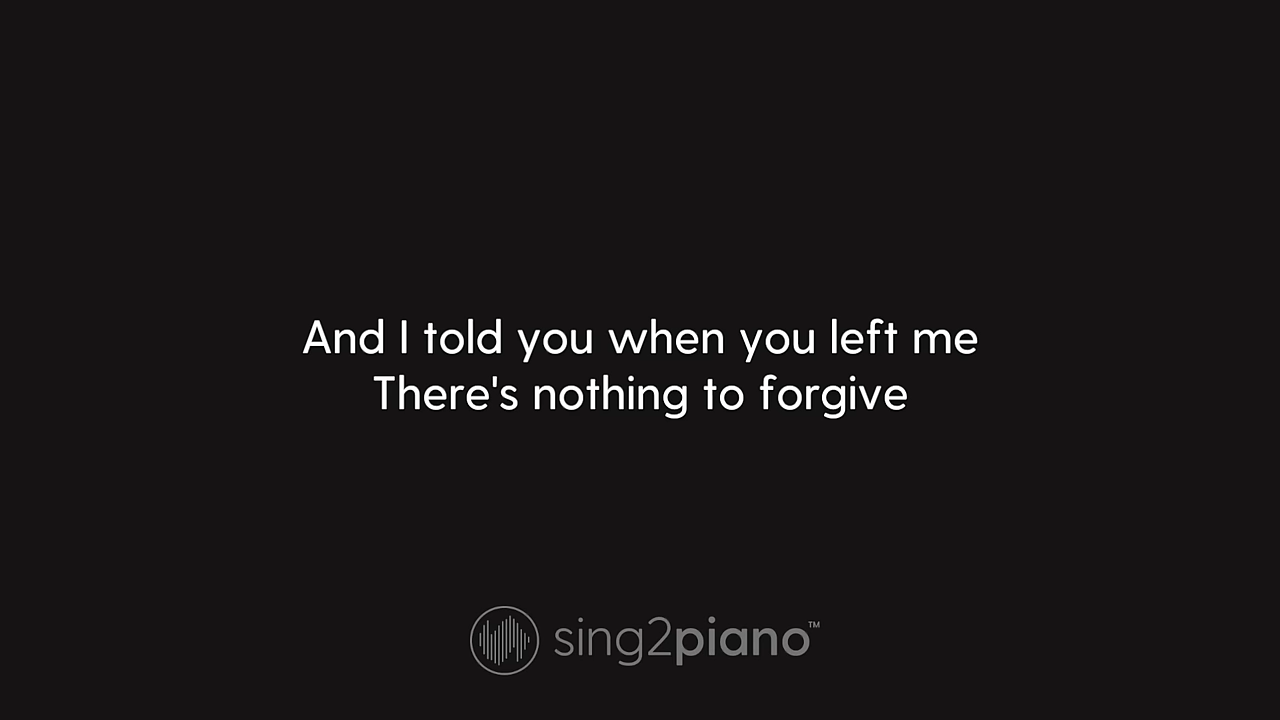 And I told you when you left me
There's nothing to forgive
sing2piano™